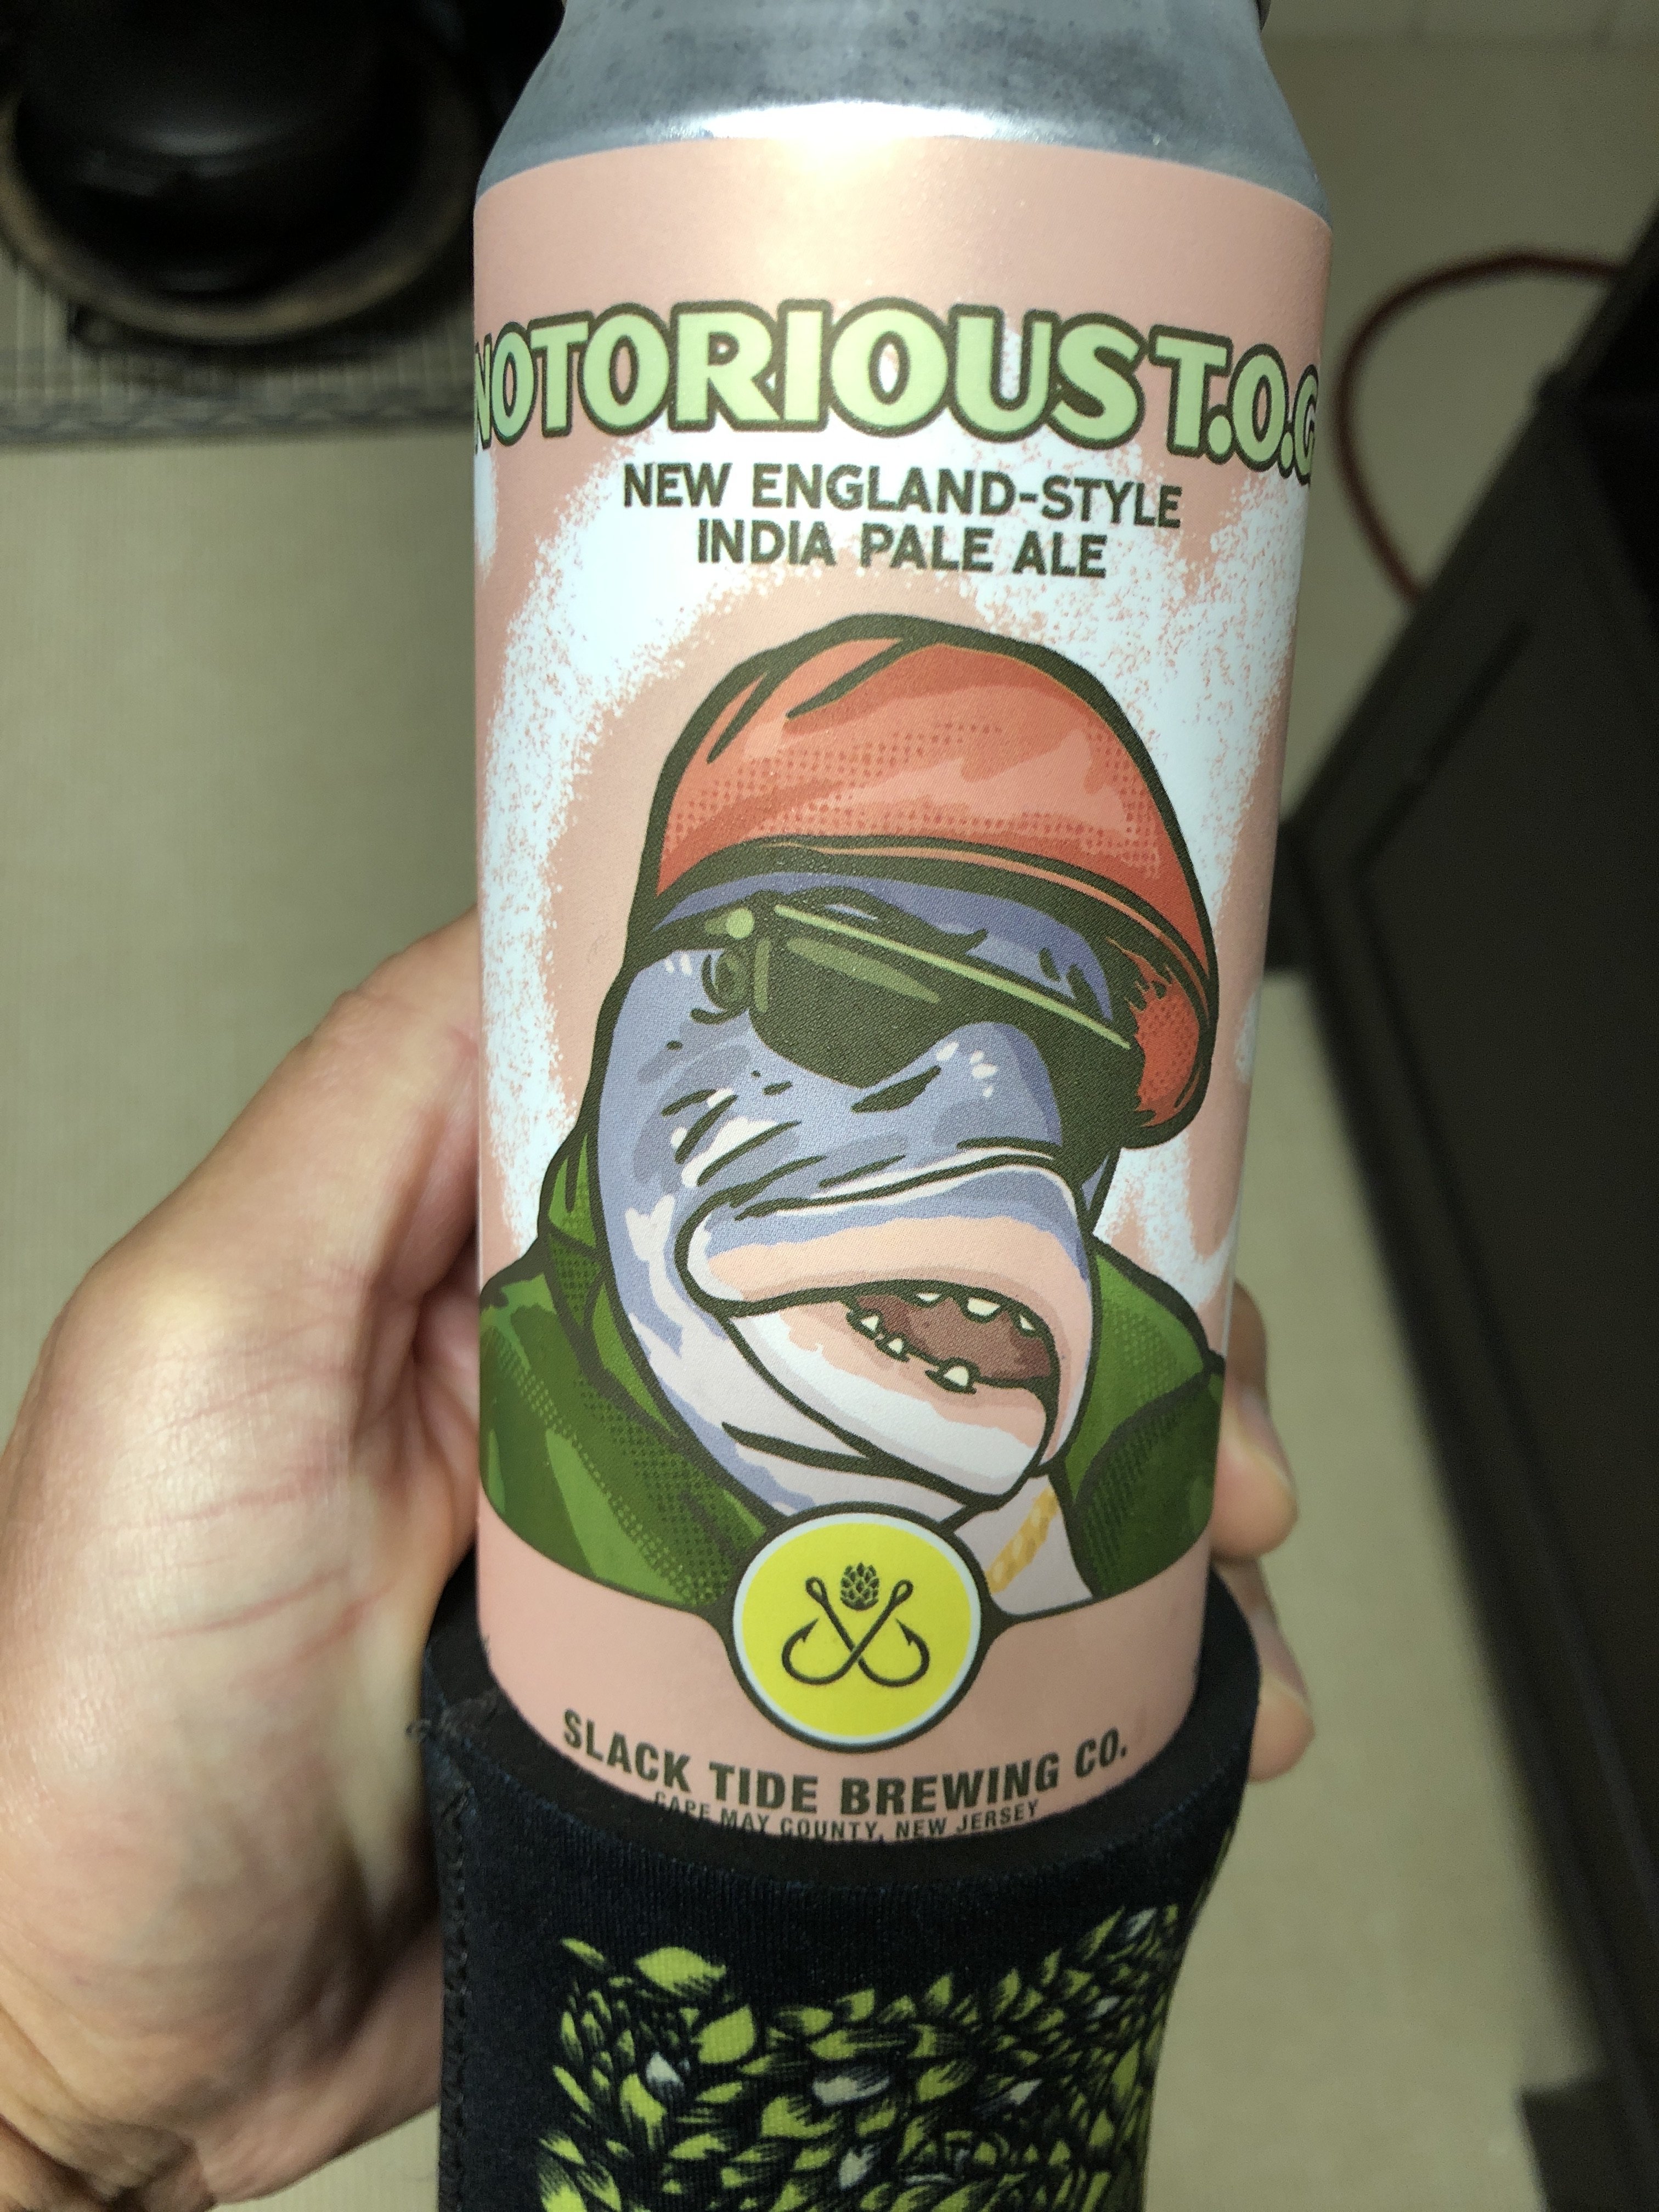 NOTORIOUS T.O.G
NEW ENGLAND-STYLE
INDIA PALE ALE
SLACK TIDE BREWING CO.
CAPE MAY COUNTY, NEW JERSEY